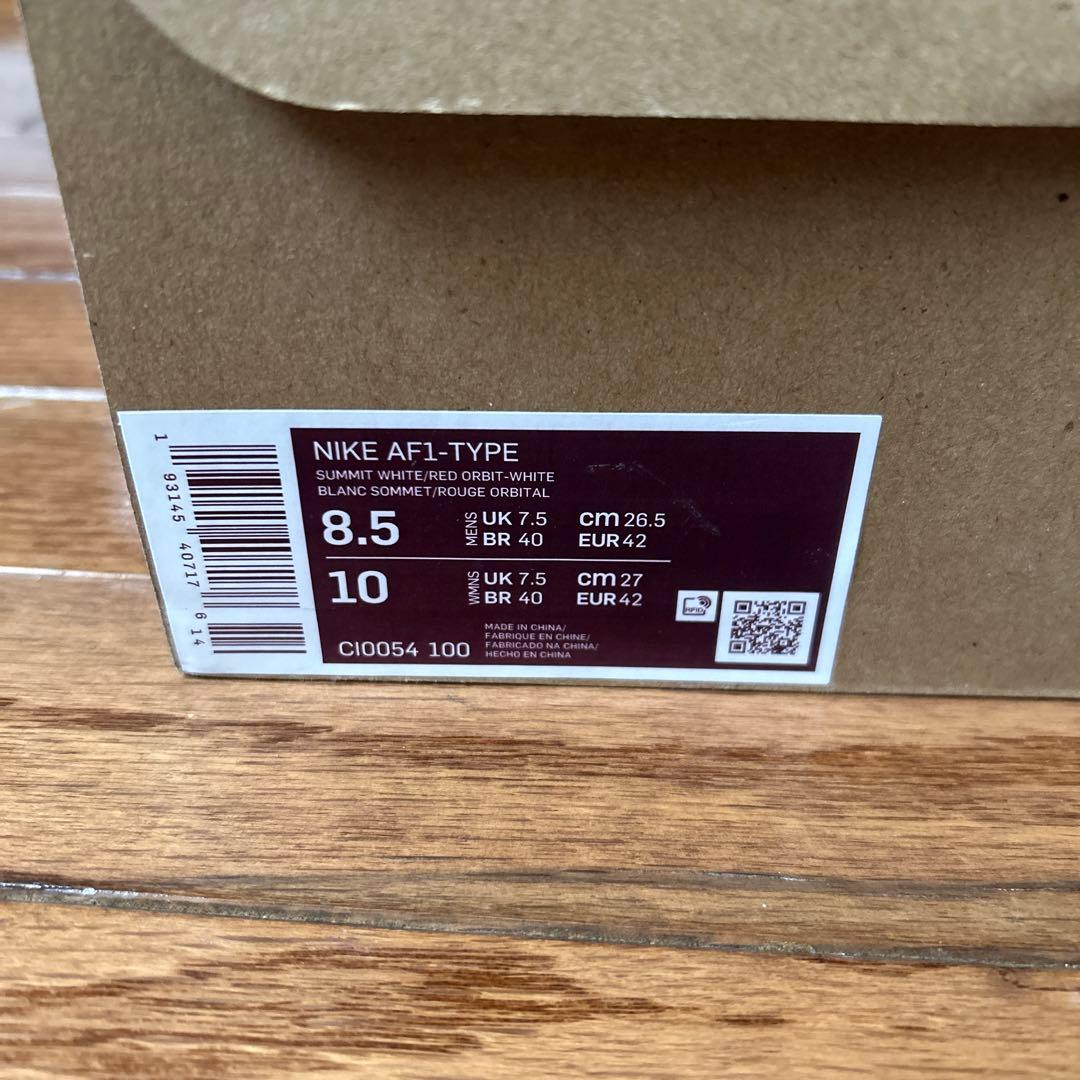 NIKE AF1-TYPE
SUMMIT WHITE/RED ORBIT-WHITE
BLANC SOMMET/ROUGE ORBITAL
8.5 MENS UK 7.5 cm 26.5
BR 40 EUR 42
10 WMNS UK 7.5 cm 27
BR 40 EUR 42
RFID
CI0054 100
MADE IN CHINA/
FABRIQUE EN CHINE/
FABRICADO NA CHINA/
HECHO EN CHINA
1 93145 40717 6 14